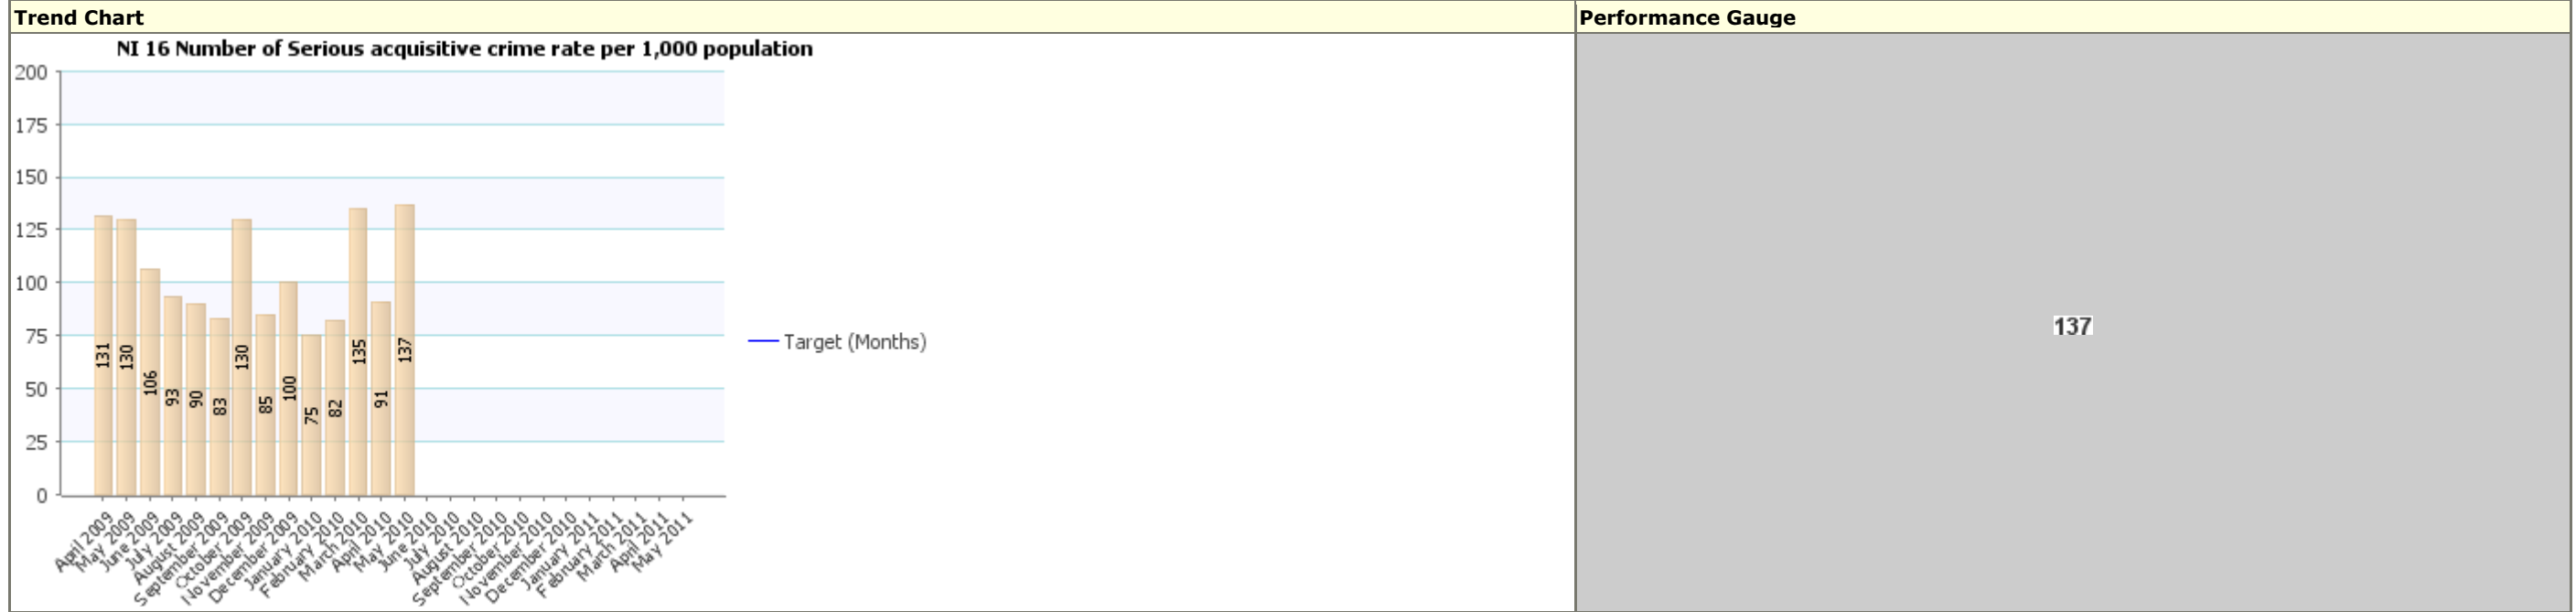 Trend Chart
Performance Gauge
NI 16 Number of Serious acquisitive crime rate per 1,000 population
200
175
150
125
100
75
50
25
0
131
130
106
93
90
83
130
85
100
75
82
135
91
137
April 2009
May 2009
June 2009
July 2009
August 2009
September 2009
October 2009
November 2009
December 2009
January 2010
February 2010
March 2010
April 2010
May 2010
June 2010
July 2010
August 2010
September 2010
October 2010
November 2010
December 2010
January 2011
February 2011
March 2011
April 2011
May 2011
Target (Months)
137